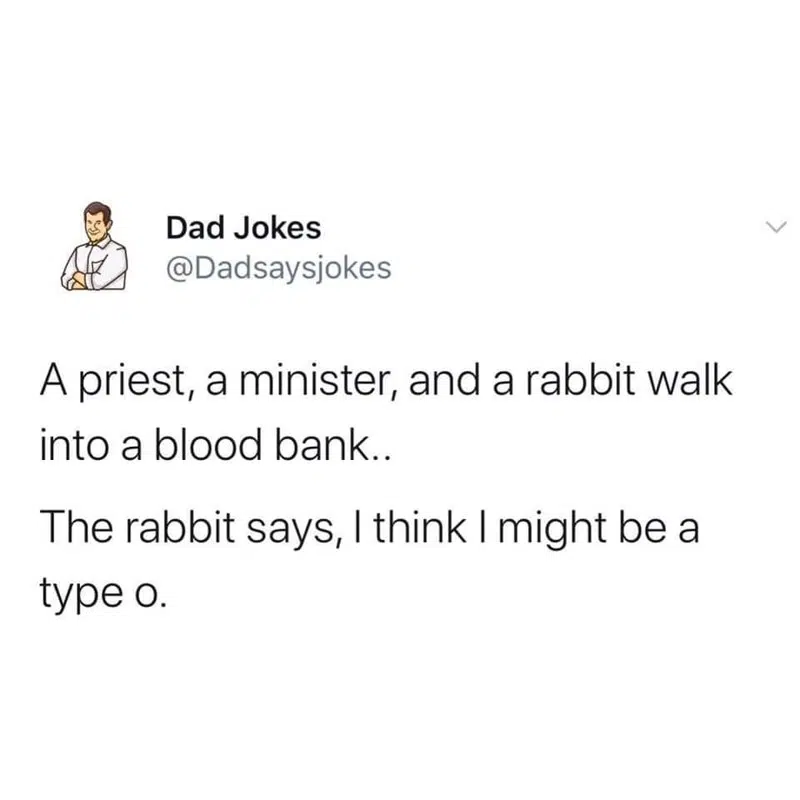 Dad Jokes
@Dadsaysjokes
A priest, a minister, and a rabbit walk
into a blood bank..
The rabbit says, I think I might be a
type o.